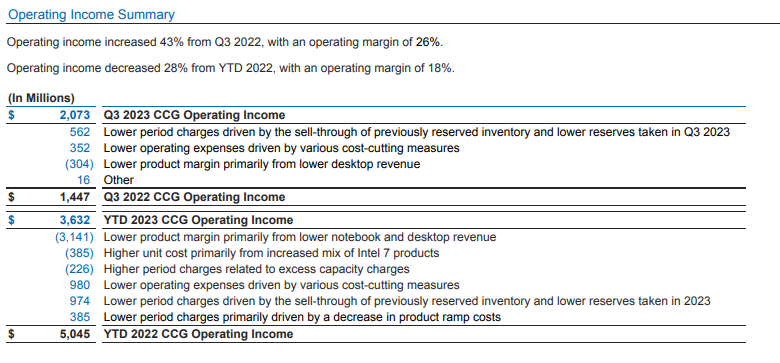 Operating Income Summary
Operating income increased 43% from Q3 2022, with an operating margin of 26%.
Operating income decreased 28% from YTD 2022, with an operating margin of 18%.
(In Millions)
$ 2,073 Q3 2023 CCG Operating Income
562 Lower period charges driven by the sell-through of previously reserved inventory and lower reserves taken in Q3 2023
352 Lower operating expenses driven by various cost-cutting measures
(304) Lower product margin primarily from lower desktop revenue
16 Other
$ 1,447 Q3 2022 CCG Operating Income
$ 3,632 YTD 2023 CCG Operating Income
(3,141) Lower product margin primarily from lower notebook and desktop revenue
(385) Higher unit cost primarily from increased mix of Intel 7 products
(226) Higher period charges related to excess capacity charges
980 Lower operating expenses driven by various cost-cutting measures
974 Lower period charges driven by the sell-through of previously reserved inventory and lower reserves taken in 2023
385 Lower period charges primarily driven by a decrease in product ramp costs
$ 5,045 YTD 2022 CCG Operating Income